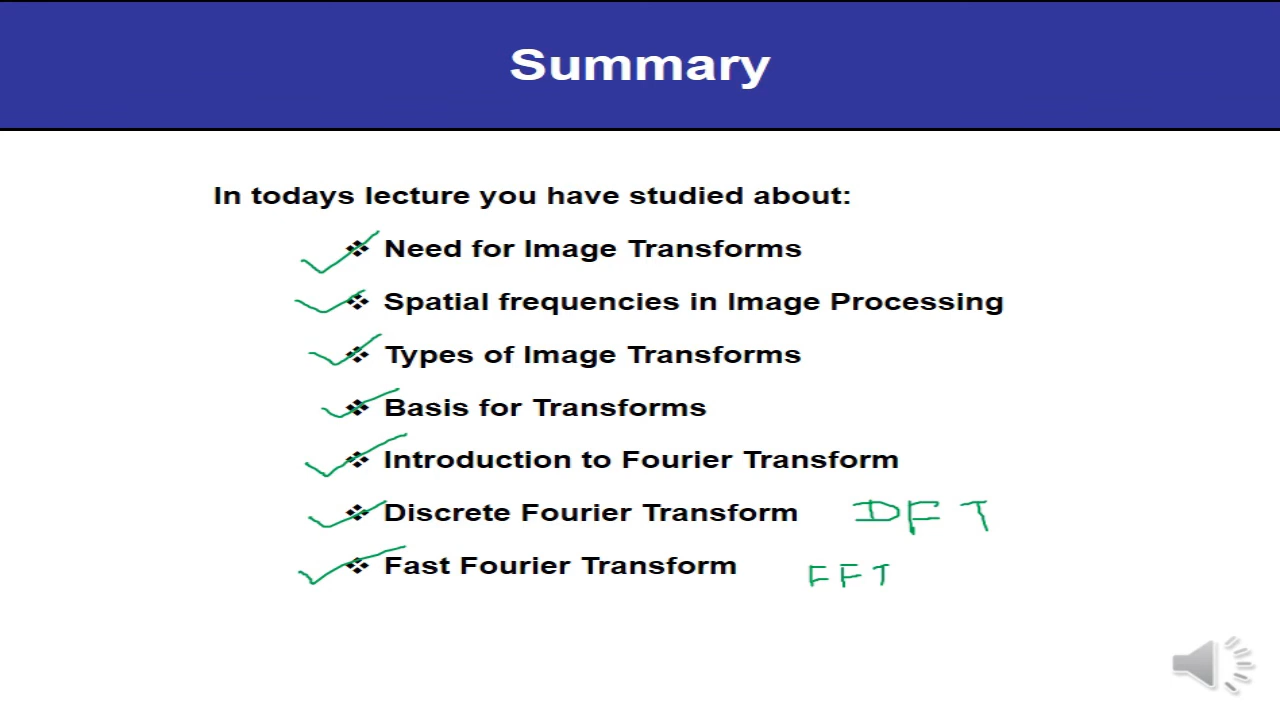 Summary
In todays lecture you have studied about:
Need for Image Transforms
Spatial frequencies in Image Processing
Types of Image Transforms
Basis for Transforms
Introduction to Fourier Transform
Discrete Fourier Transform DFT
Fast Fourier Transform FFT